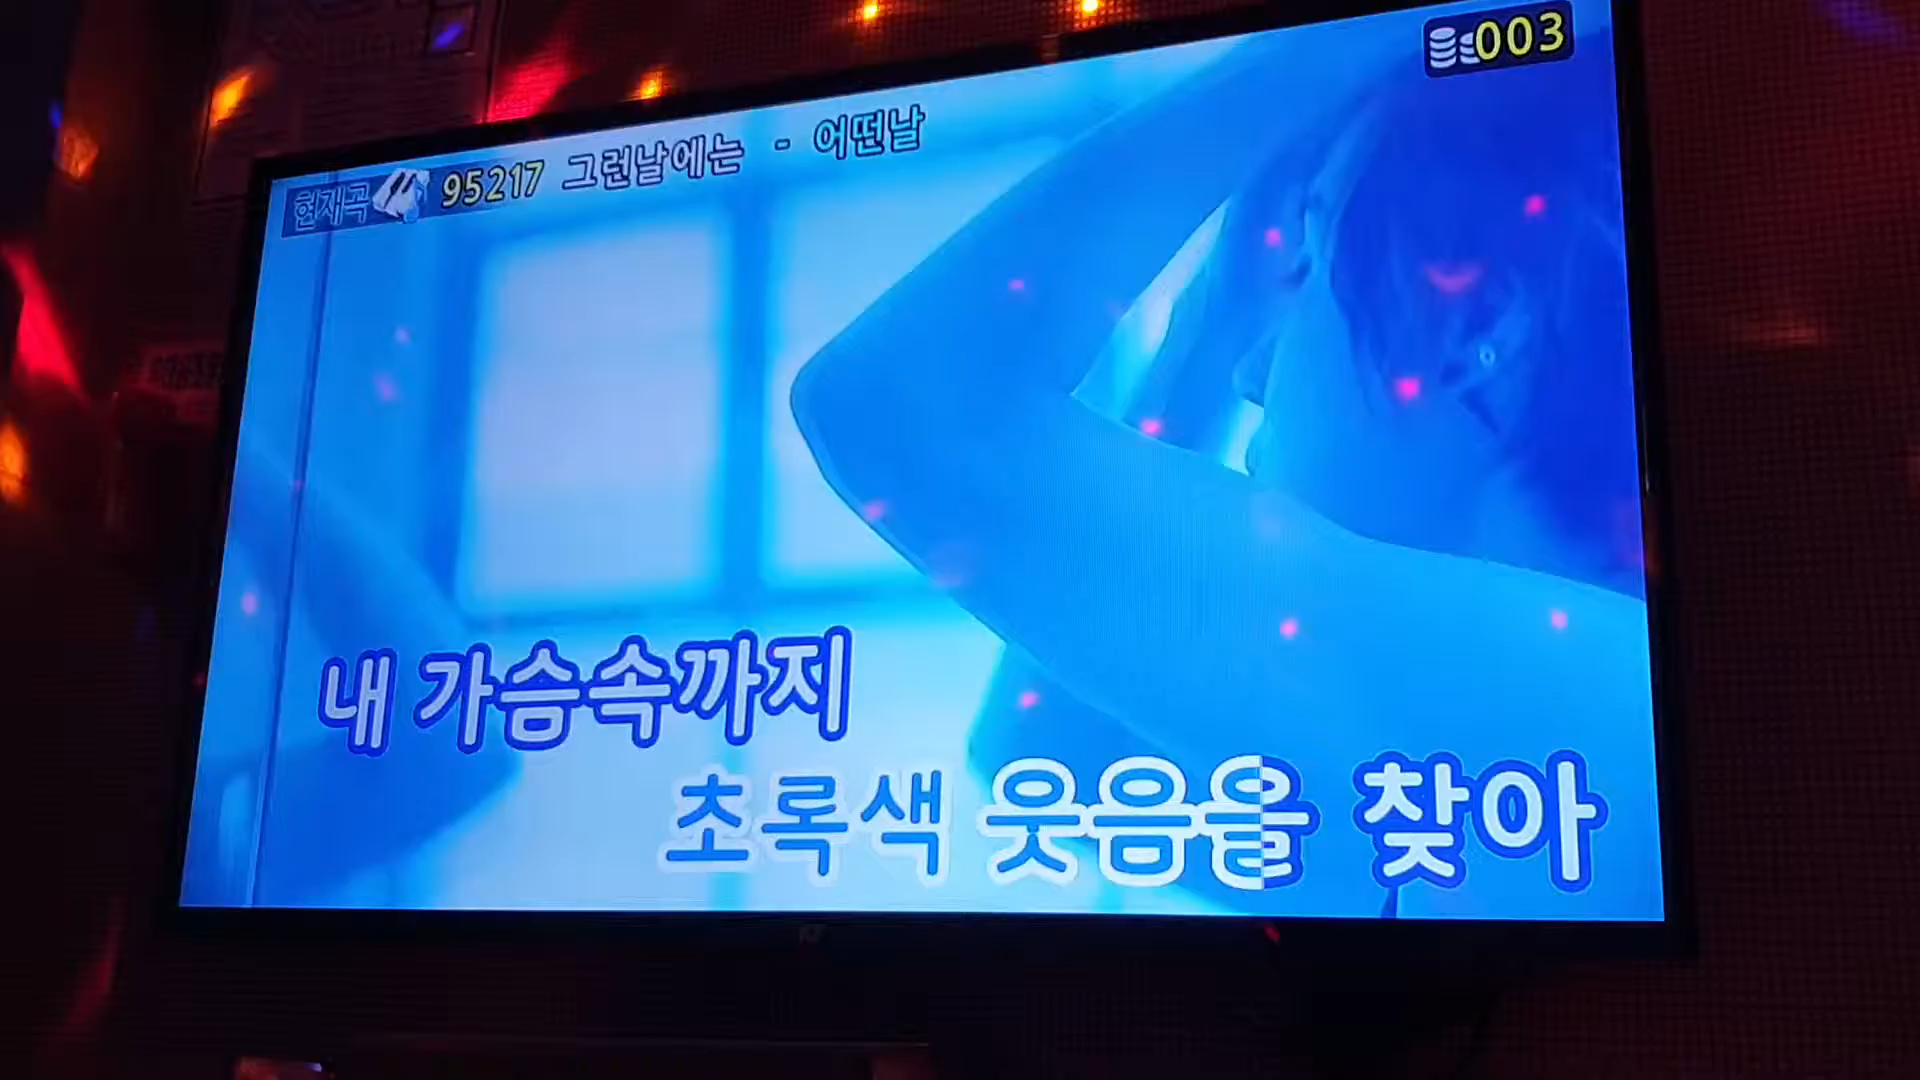 003
현재곡 95217 그런날에는 - 어떤날
내 가슴속까지
초록색 웃음을 찾아